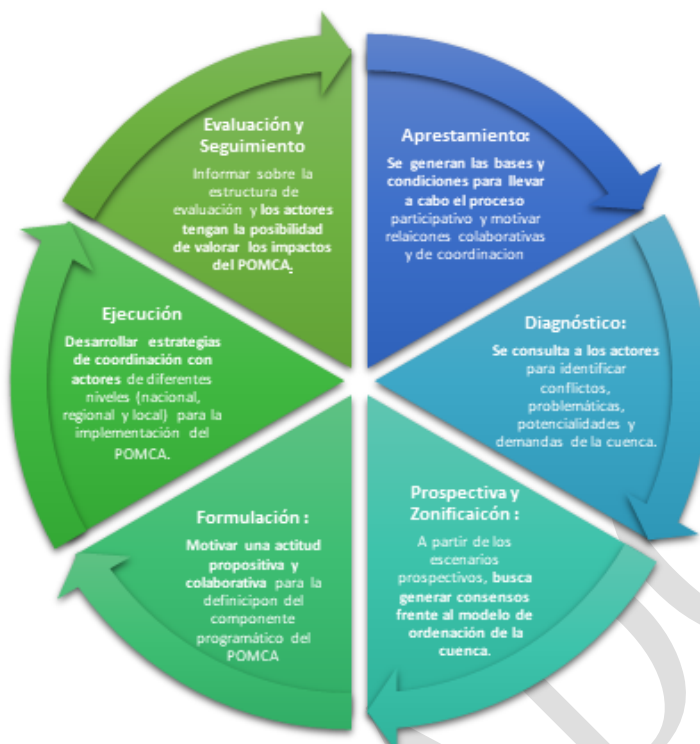 Aprestamiento:
Se generan las bases y
condiciones para llevar
a cabo el proceso
participativo y motivar
relaicones colaborativas
y de coordinacion
Diagnóstico:
Se consulta a los actores
para identificar
conflictos,
problemáticas,
potencialidades y
demandas de la cuenca.
Prospectiva y
Zonificaicón :
A partir de los
escenarios
prospectivos, busca
generar consensos
frente al modelo de
ordenación de la
cuenca.
Formulación :
Motivar una actitud
propositiva y
colaborativa para la
definicipon del
componente
programático del
POMCA
Ejecución
Desarrollar estrategias
de coordinación con
actores de diferentes
niveles (nacional,
regional y local) para la
implementación del
POMCA.
Evaluación y
Seguimiento
Informar sobre la
estructura de
evaluación y los actores
tengan la posibilidad
de valorar los impactos
del POMCA.